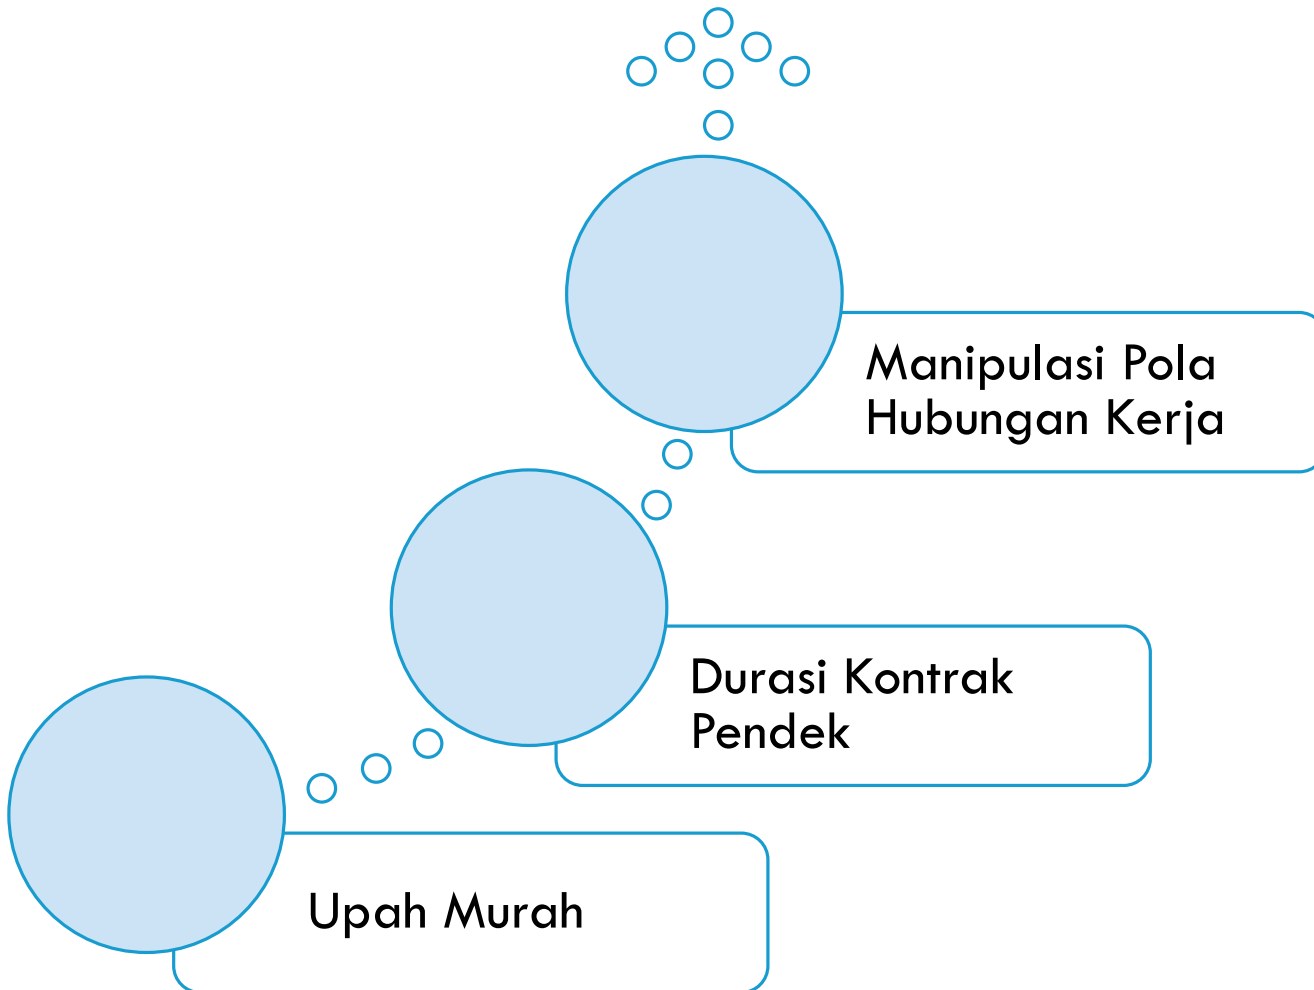 Manipulasi Pola
Hubungan Kerja
Durasi Kontrak
Pendek
Upah Murah